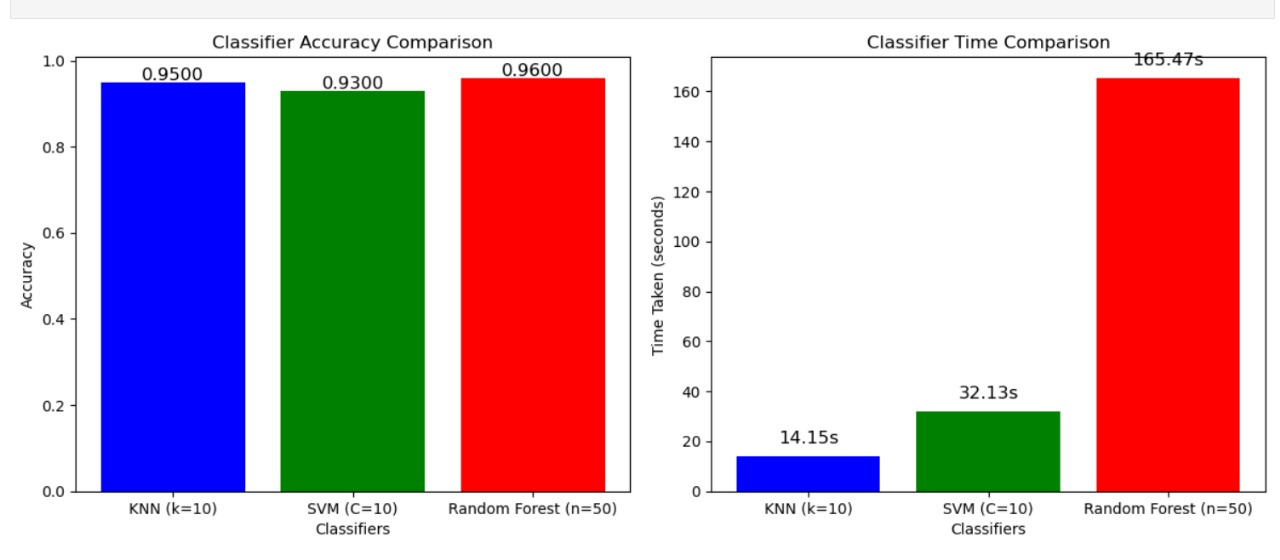 Classifier Accuracy Comparison
1.0
0.8
0.6
0.4
0.2
0.0
Accuracy
0.9500
0.9300
0.9600
KNN (k=10)
SVM (C=10)
Random Forest (n=50)
Classifiers
Classifier Time Comparison
160
140
120
100
80
60
40
20
0
Time Taken (seconds)
14.15s
32.13s
165.47s
KNN (k=10)
SVM (C=10)
Random Forest (n=50)
Classifiers